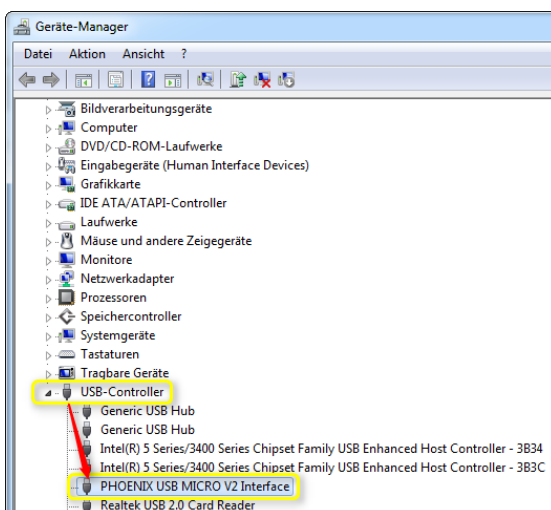 Geräte-Manager
Datei Aktion Ansicht ?
Bildverarbeitungsgeräte
Computer
DVD/CD-ROM-Laufwerke
Eingabegeräte (Human Interface Devices)
Grafikkarte
IDE ATA/ATAPI-Controller
Laufwerke
Mäuse und andere Zeigegeräte
Monitore
Netzwerkadapter
Prozessoren
Speichercontroller
Systemgeräte
Tastaturen
Tragbare Geräte
USB-Controller
Generic USB Hub
Generic USB Hub
Intel(R) 5 Series/3400 Series Chipset Family USB Enhanced Host Controller - 3B34
Intel(R) 5 Series/3400 Series Chipset Family USB Enhanced Host Controller - 3B3C
PHOENIX USB MICRO V2 Interface
Realtek USB 2.0 Card Reader